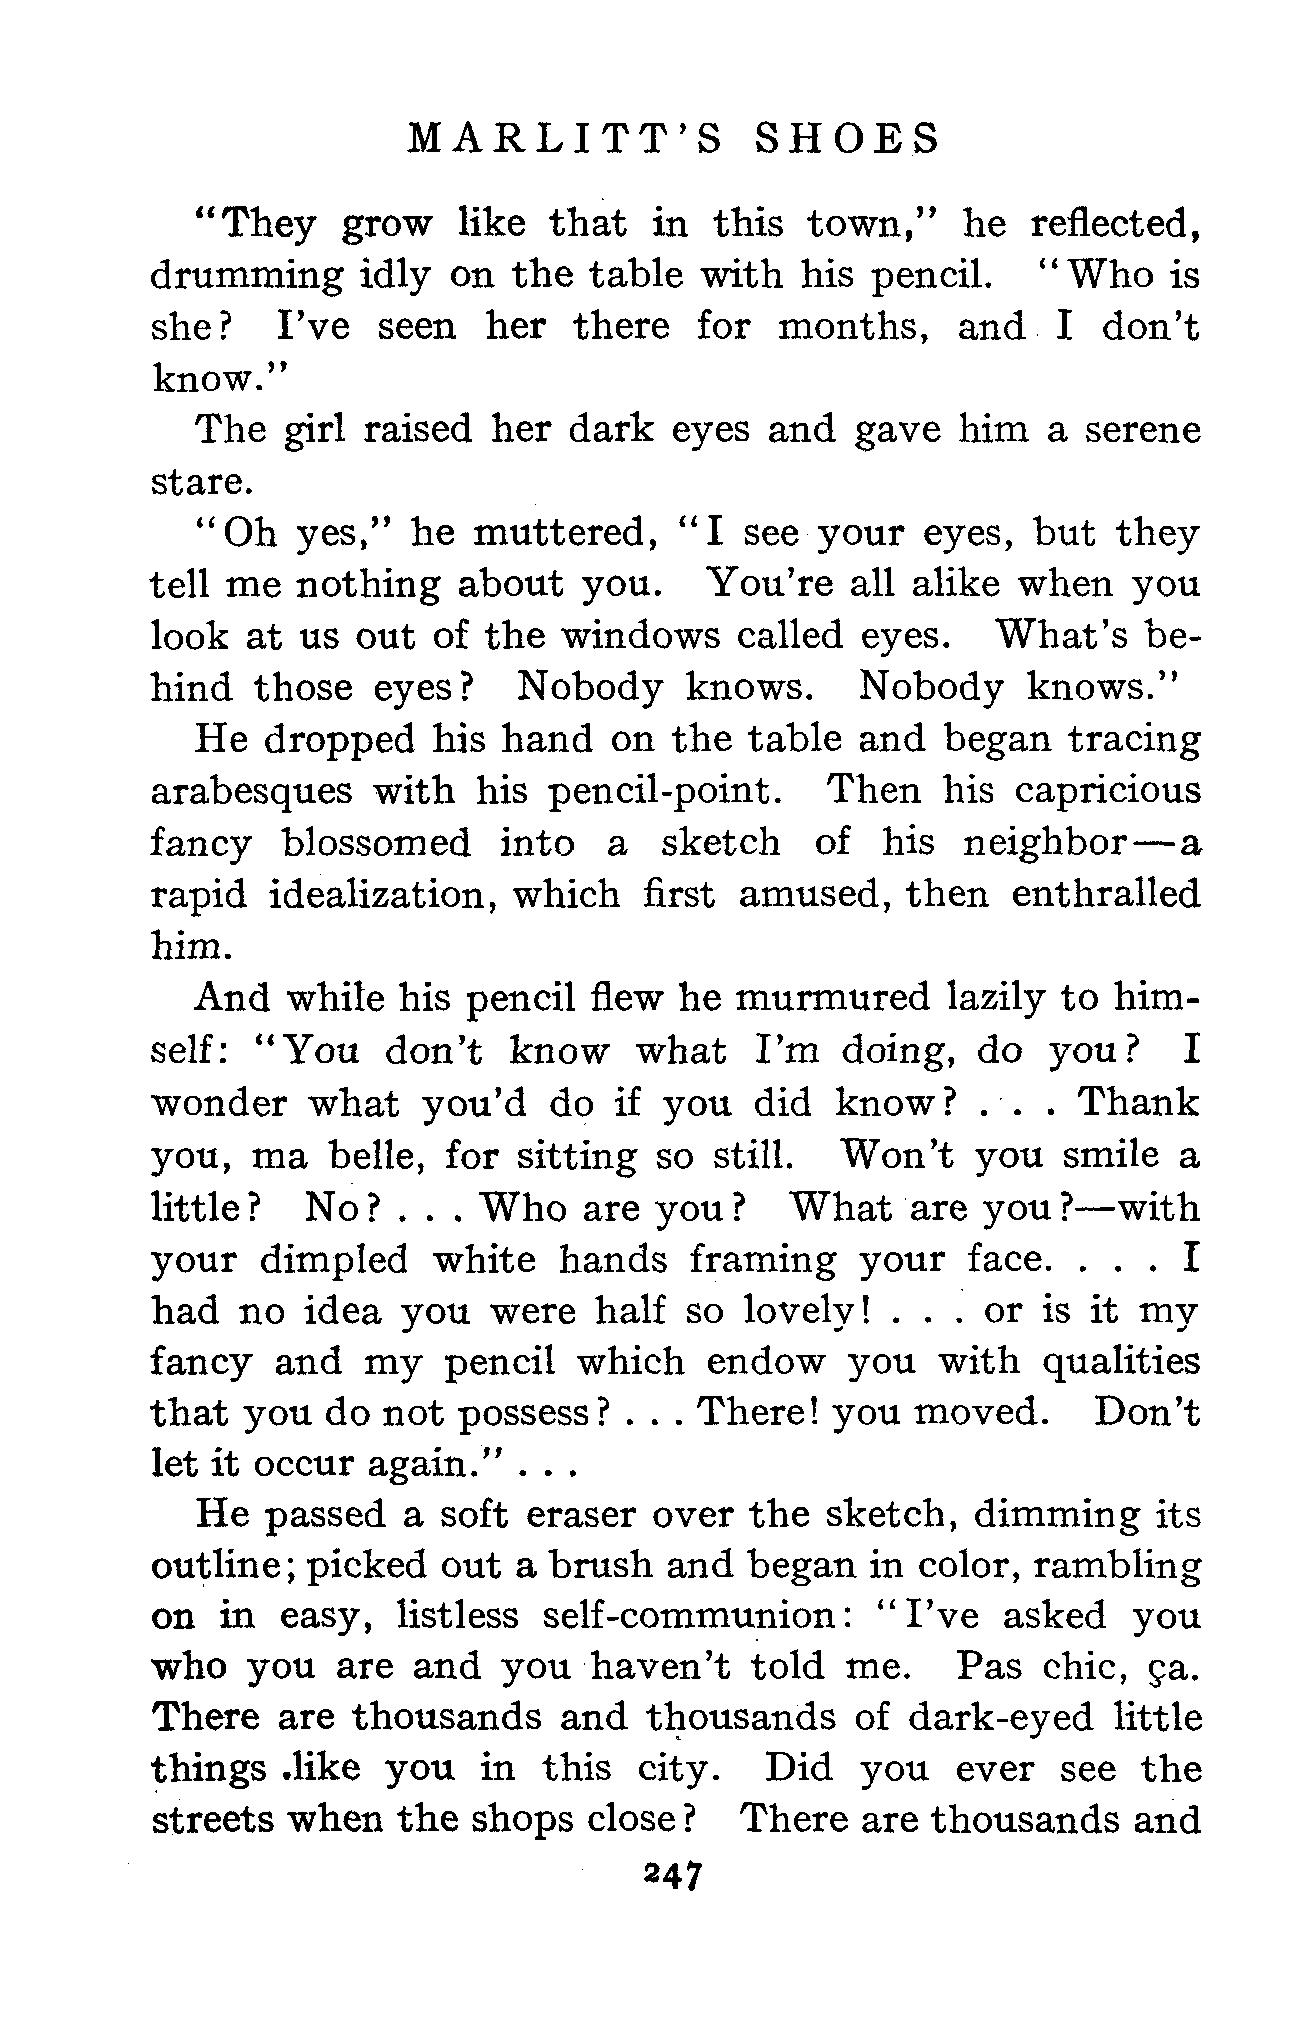 MARLITT'S SHOES
"They grow like that in this town," he reflected,
drumming idly on the table with his pencil. "Who is
she? I've seen her there for months, and I don't
know."
The girl raised her dark eyes and gave him a serene
stare.
"Oh yes," he muttered, "I see your eyes, but they
tell me nothing about you. You're all alike when you
look at us out of the windows called eyes. What's be-
hind those eyes? Nobody knows. Nobody knows."
He dropped his hand on the table and began tracing
arabesques with his pencil-point. Then his capricious
fancy blossomed into a sketch of his neighbor—a
rapid idealization, which first amused, then enthralled
him.
And while his pencil flew he murmured lazily to him-
self: "You don't know what I'm doing, do you? I
wonder what you'd do if you did know? . . . Thank
you, ma belle, for sitting so still. Won't you smile a
little? No? . . . Who are you? What are you?—with
your dimpled white hands framing your face. . . . I
had no idea you were half so lovely! . . . or is it my
fancy and my pencil which endow you with qualities
that you do not possess? . . . There! you moved. Don't
let it occur again." . . .
He passed a soft eraser over the sketch, dimming its
outline; picked out a brush and began in color, rambling
on in easy, listless self-communion: "I've asked you
who you are and you haven't told me. Pas chic, ça.
There are thousands and thousands of dark-eyed little
things like you in this city. Did you ever see the
streets when the shops close? There are thousands and
247